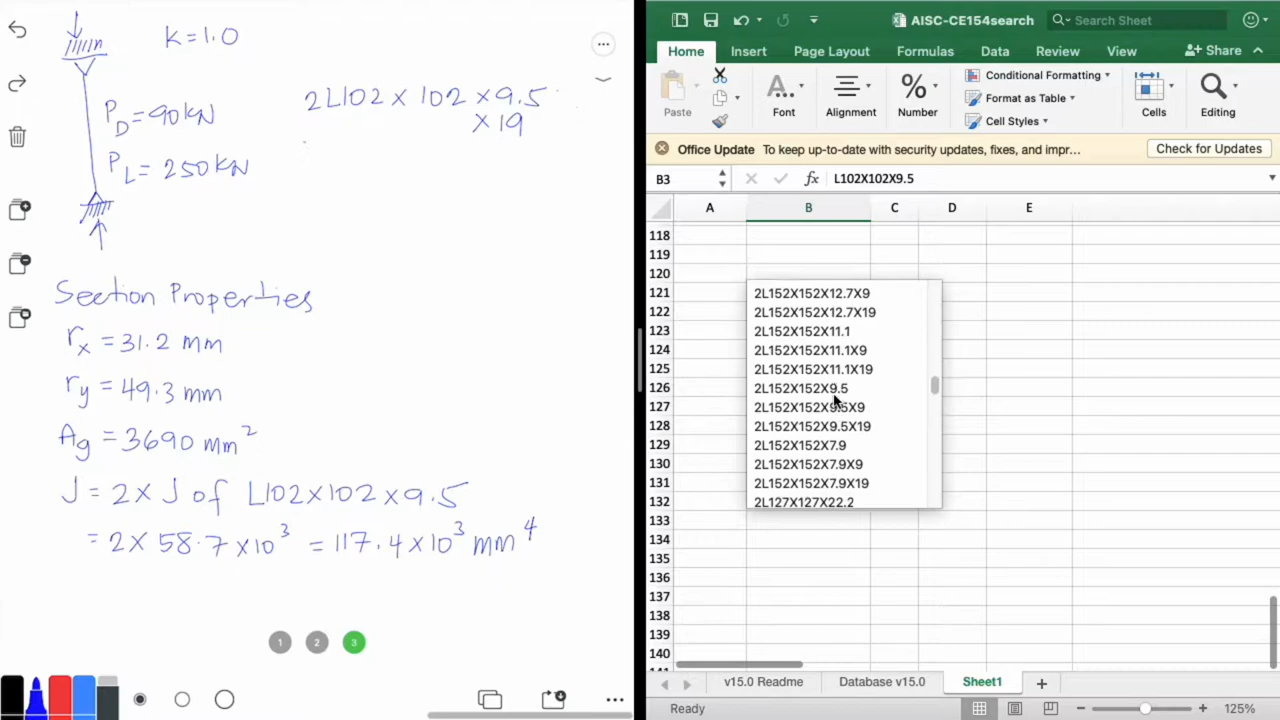 K=1.0
P_D=90kN
P_L=250kN
2L102 × 102 × 9.5
× 19
Section Properties
r_x = 31.2 mm
r_y = 49.3 mm
A_g = 3690 mm²
J = 2 × J of L102×102×9.5
= 2 × 58.7×10³ = 117.4×10³ mm⁴
1 2 3
AISC-CE154search
Search Sheet
Home Insert Page Layout Formulas Data Review View Share
Paste Font Alignment Number
Conditional Formatting
Format as Table
Cell Styles
Cells Editing
Office Update To keep up-to-date with security updates, fixes, and impr... Check for Updates
B3 fx L102X102X9.5
A B C D E
118
119
120
121 2L152X152X12.7X9
122 2L152X152X12.7X19
123 2L152X152X11.1
124 2L152X152X11.1X9
125 2L152X152X11.1X19
126 2L152X152X9.5
127 2L152X152X9.5X9
128 2L152X152X9.5X19
129 2L152X152X7.9
130 2L152X152X7.9X9
131 2L152X152X7.9X19
132 2L127X127X22.2
133
134
135
136
137
138
139
140
v15.0 Readme Database v15.0 Sheet1
Ready 125%